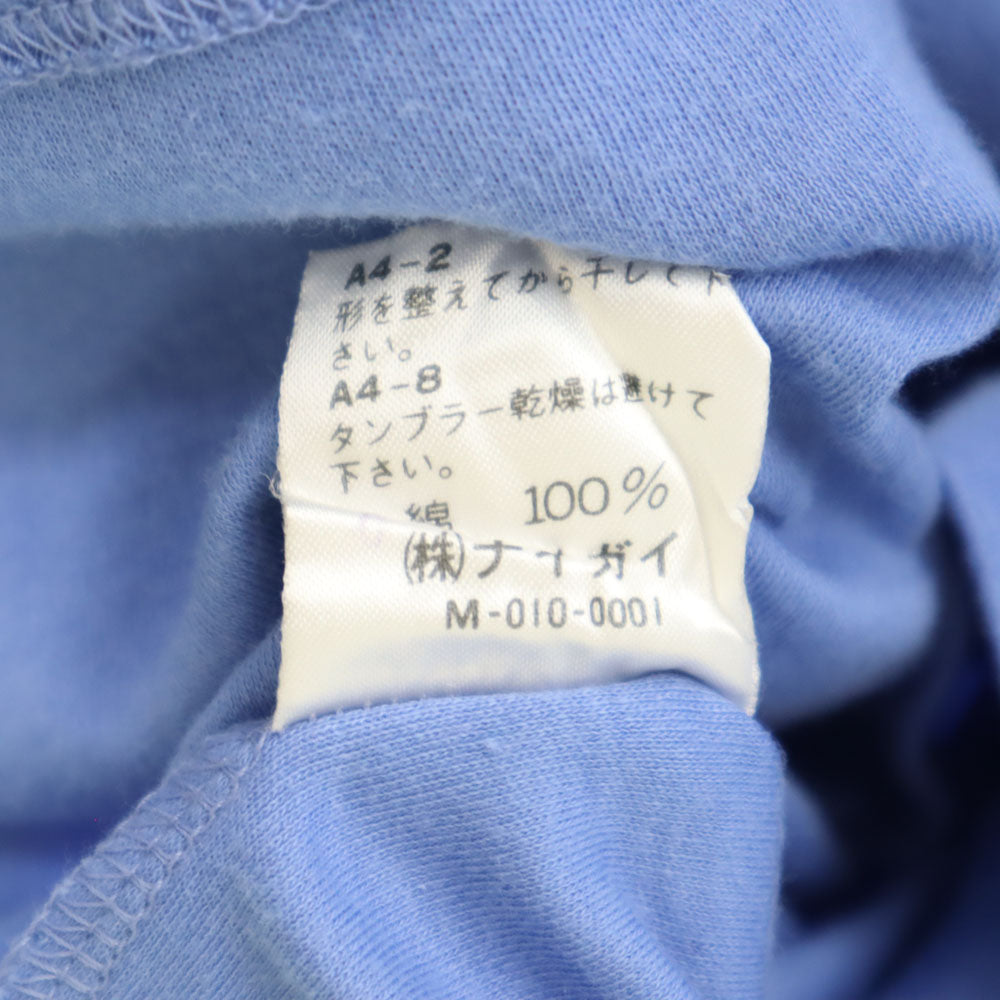 A4-2
形を整えてから干して下
さい。
A4-8
タンブラー乾燥は避けて
下さい。
綿 100%
(株)ナイガイ
M-010-0001